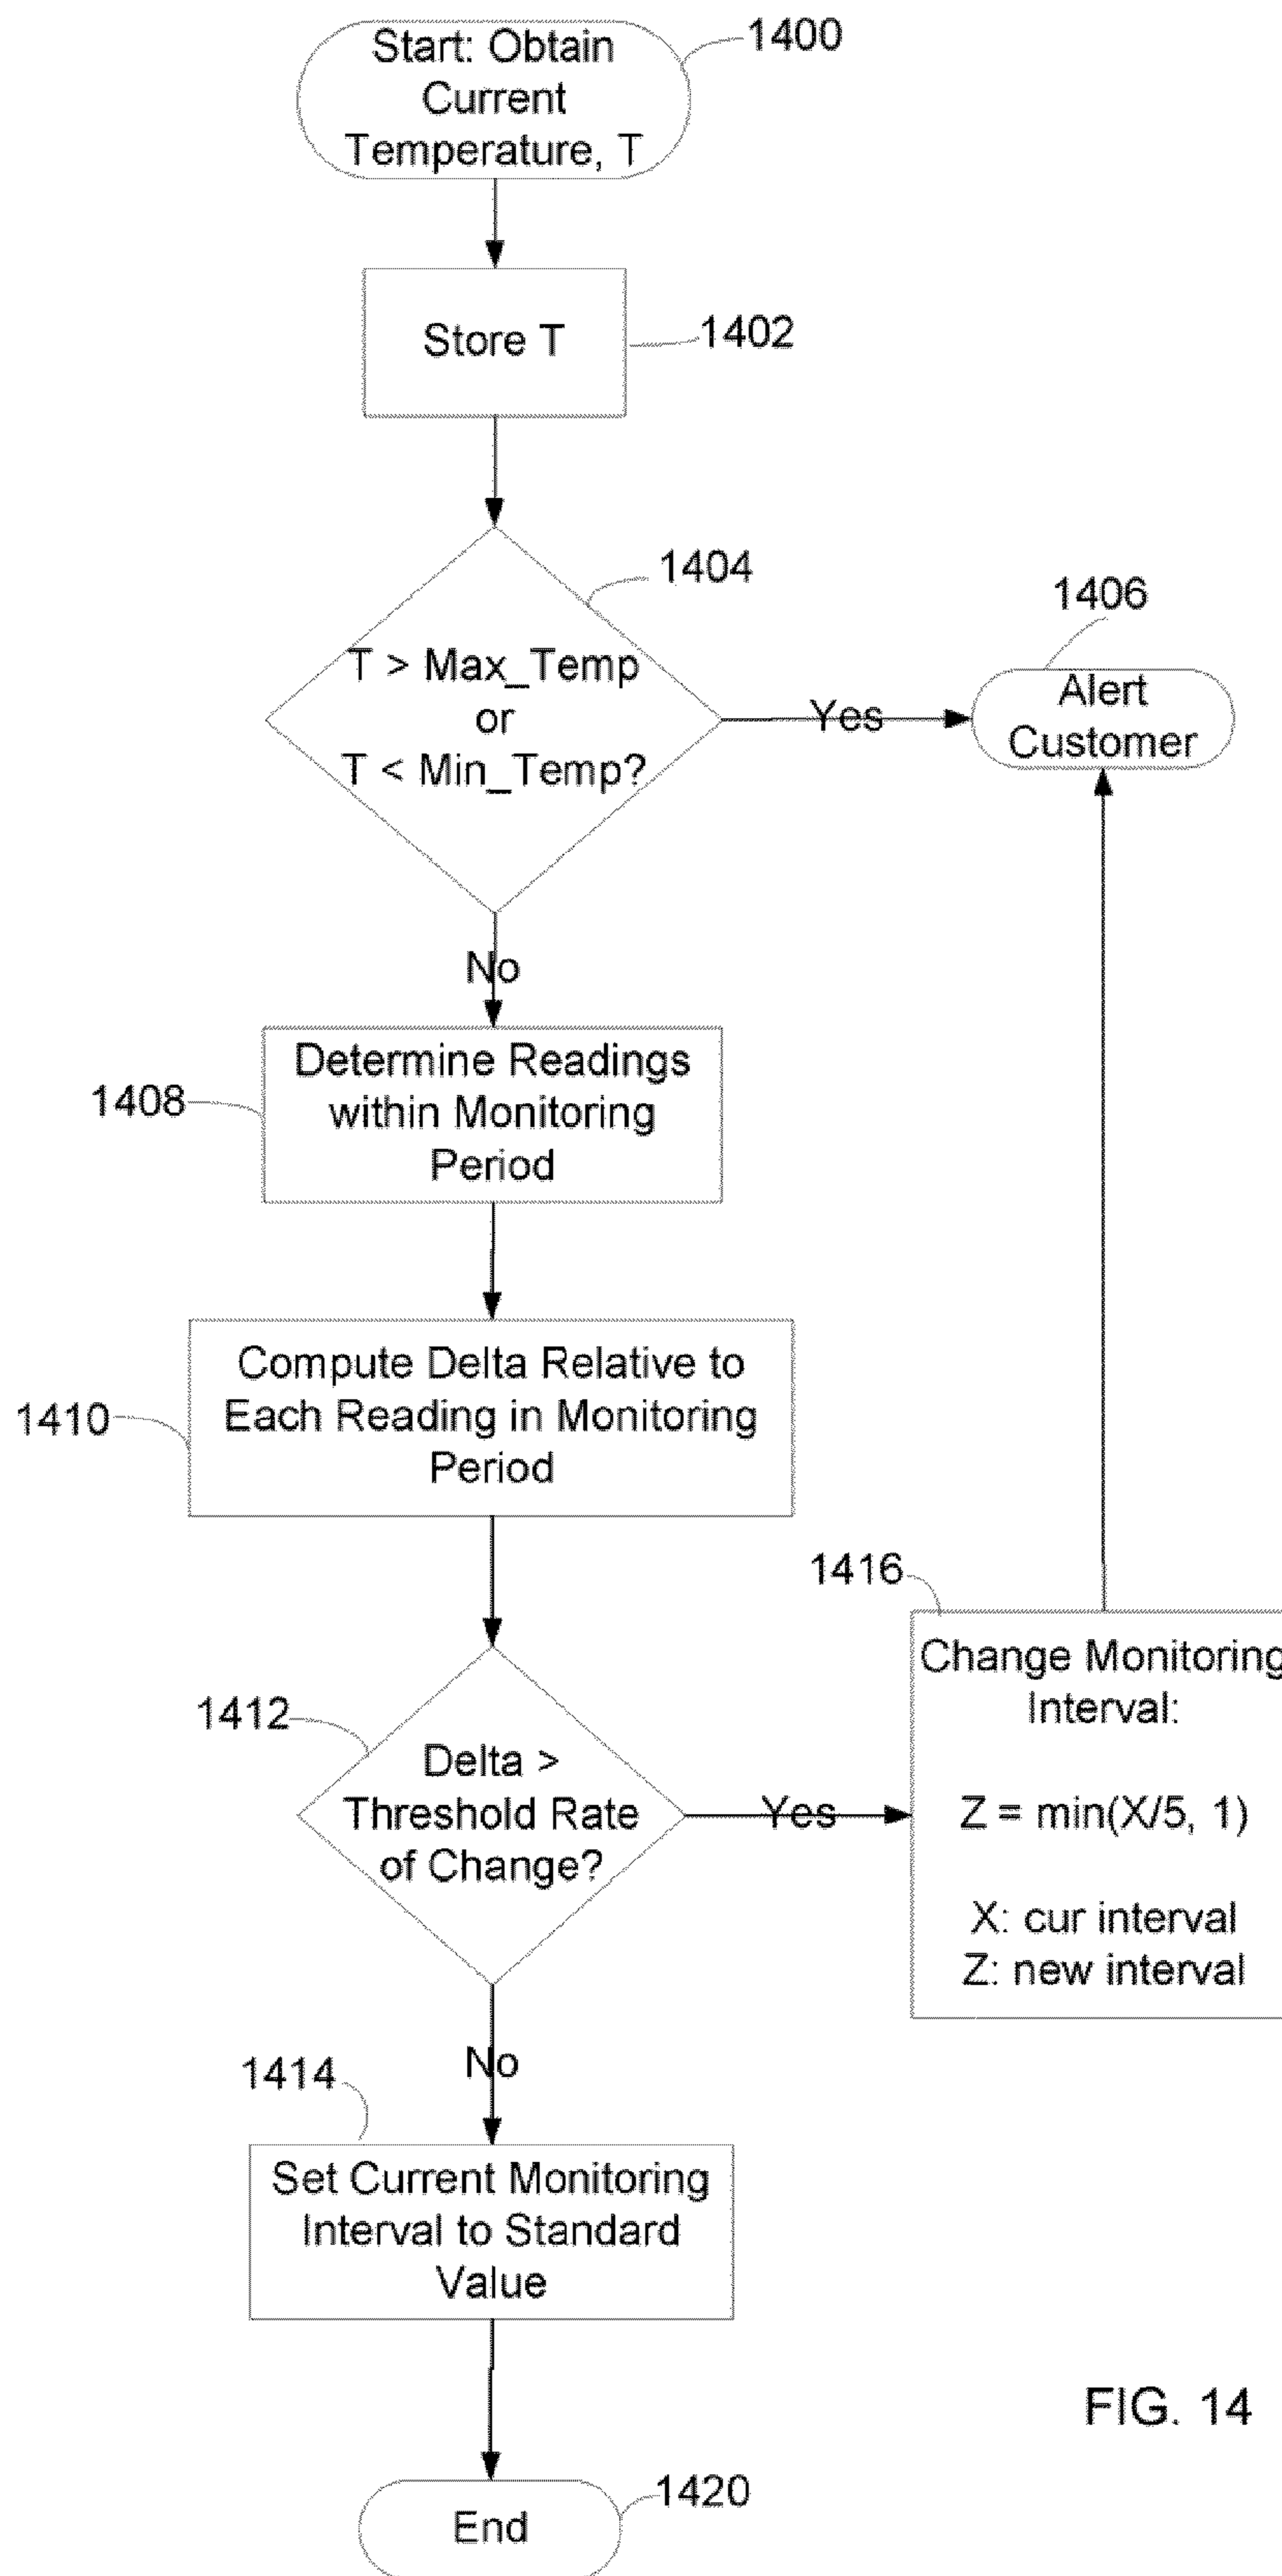 Start: Obtain
Current
Temperature, T
1400
Store T
1402
1404
T > Max_Temp
or
T < Min_Temp?
Yes
1406
Alert
Customer
No
1408
Determine Readings
within Monitoring
Period
1410
Compute Delta Relative to
Each Reading in Monitoring
Period
1412
Delta >
Threshold Rate
of Change?
Yes
1416
Change Monitoring
Interval:
Z = min(X/5, 1)
X: cur interval
Z: new interval
No
1414
Set Current Monitoring
Interval to Standard
Value
FIG. 14
1420
End